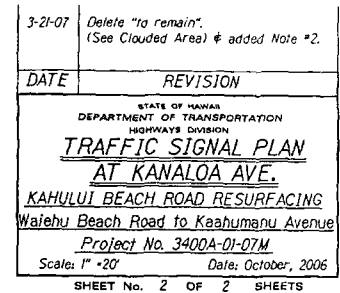 3-21-07 Delete "to remain".
(See Clouded Area) ¢ added Note #2.
DATE REVISION
STATE OF HAWAII
DEPARTMENT OF TRANSPORTATION
HIGHWAYS DIVISION
TRAFFIC SIGNAL PLAN
AT KANALOA AVE.
KAHULUI BEACH ROAD RESURFACING
Waiehu Beach Road to Kaahumanu Avenue
Project No. 3400A-01-07M
Scale: 1" =20' Date: October, 2006
SHEET No. 2 OF 2 SHEETS